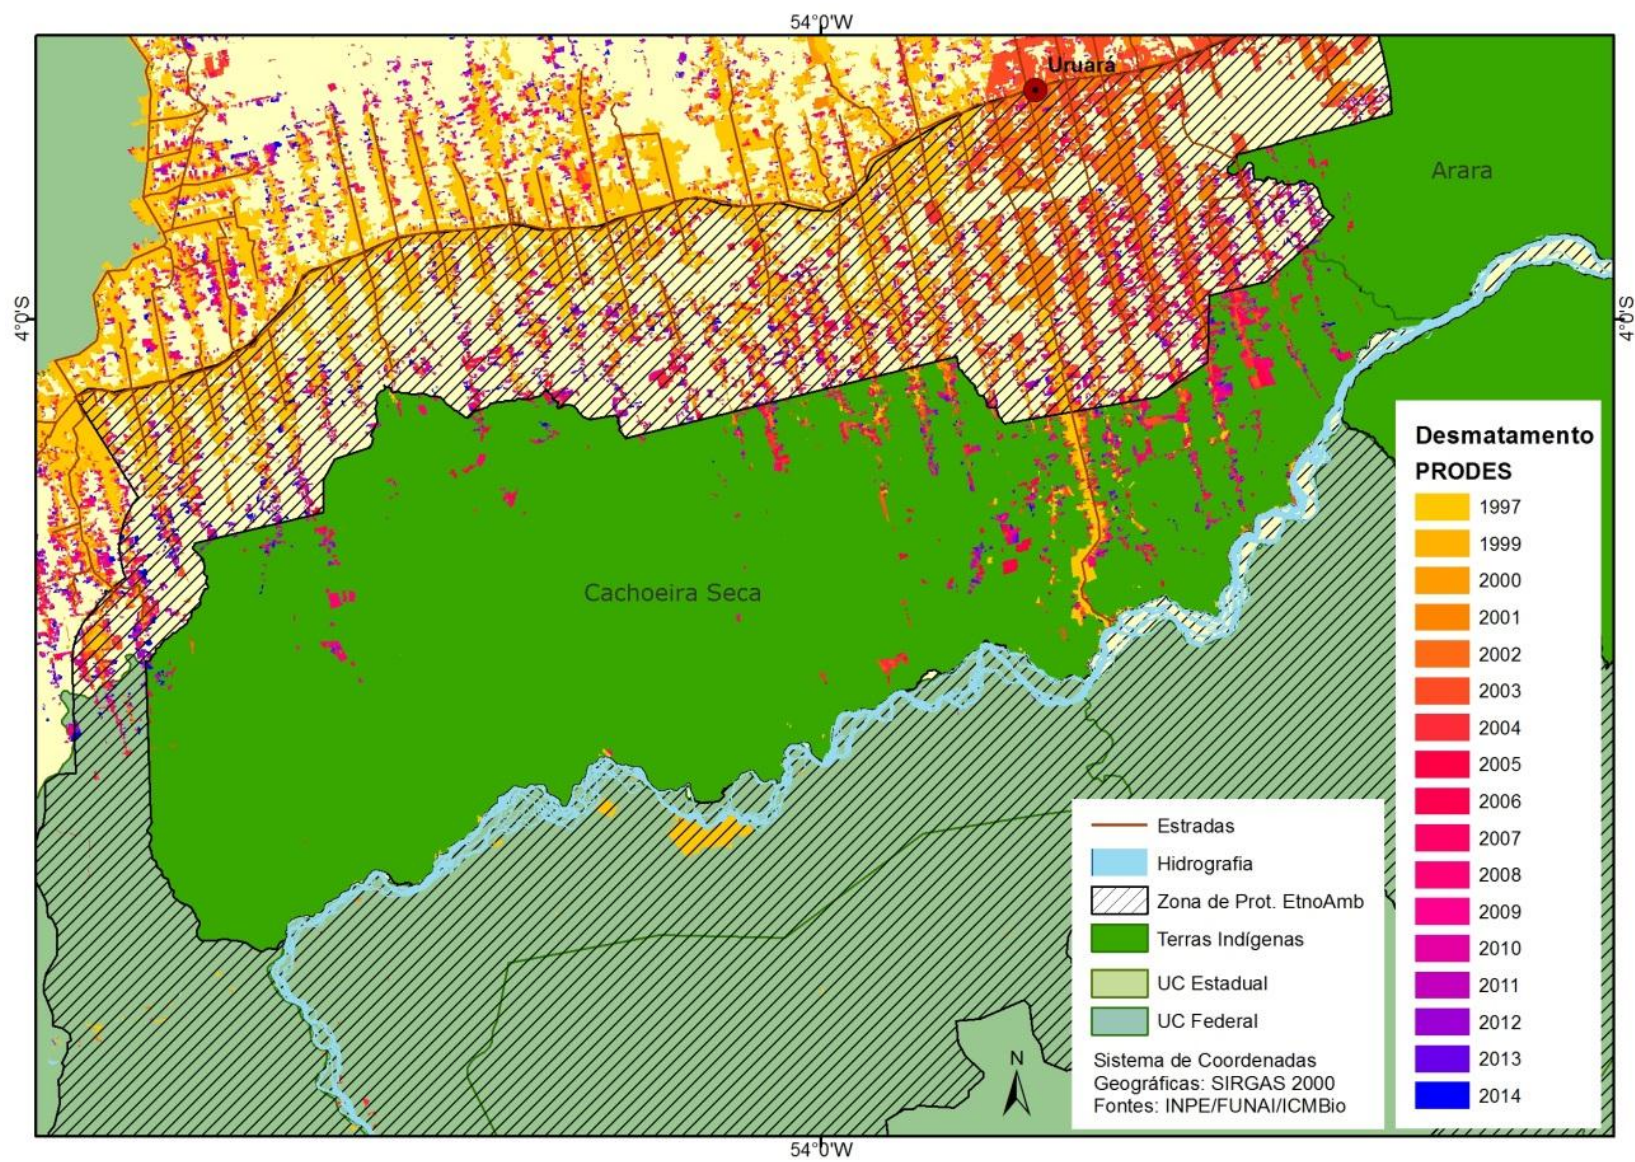 54°0'W
Uruará
Arara
4°0'S
4°0'S
Cachoeira Seca
Desmatamento
PRODES
1997
1999
2000
2001
2002
2003
2004
2005
2006
2007
2008
2009
2010
2011
2012
2013
2014
Estradas
Hidrografia
Zona de Prot. EtnoAmb
Terras Indígenas
UC Estadual
UC Federal
Sistema de Coordenadas
Geográficas: SIRGAS 2000
Fontes: INPE/FUNAI/ICMBio
N
54°0'W